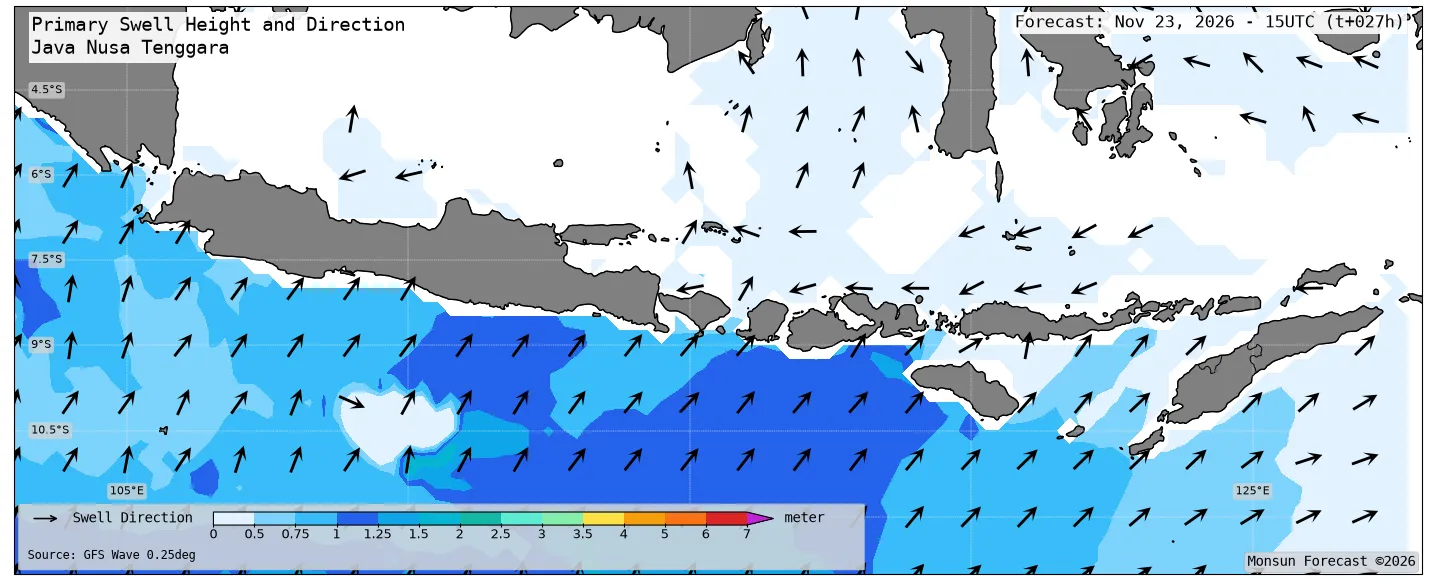 Primary Swell Height and Direction
Java Nusa Tenggara
Forecast: Nov 23, 2026 - 15UTC (t+027h)
4.5°S
6°S
7.5°S
9°S
10.5°S
105°E
125°E
Swell Direction
0 0.5 0.75 1 1.25 1.5 2 2.5 3 3.5 4 5 6 7
meter
Source: GFS Wave 0.25deg
Monsun Forecast ©2026